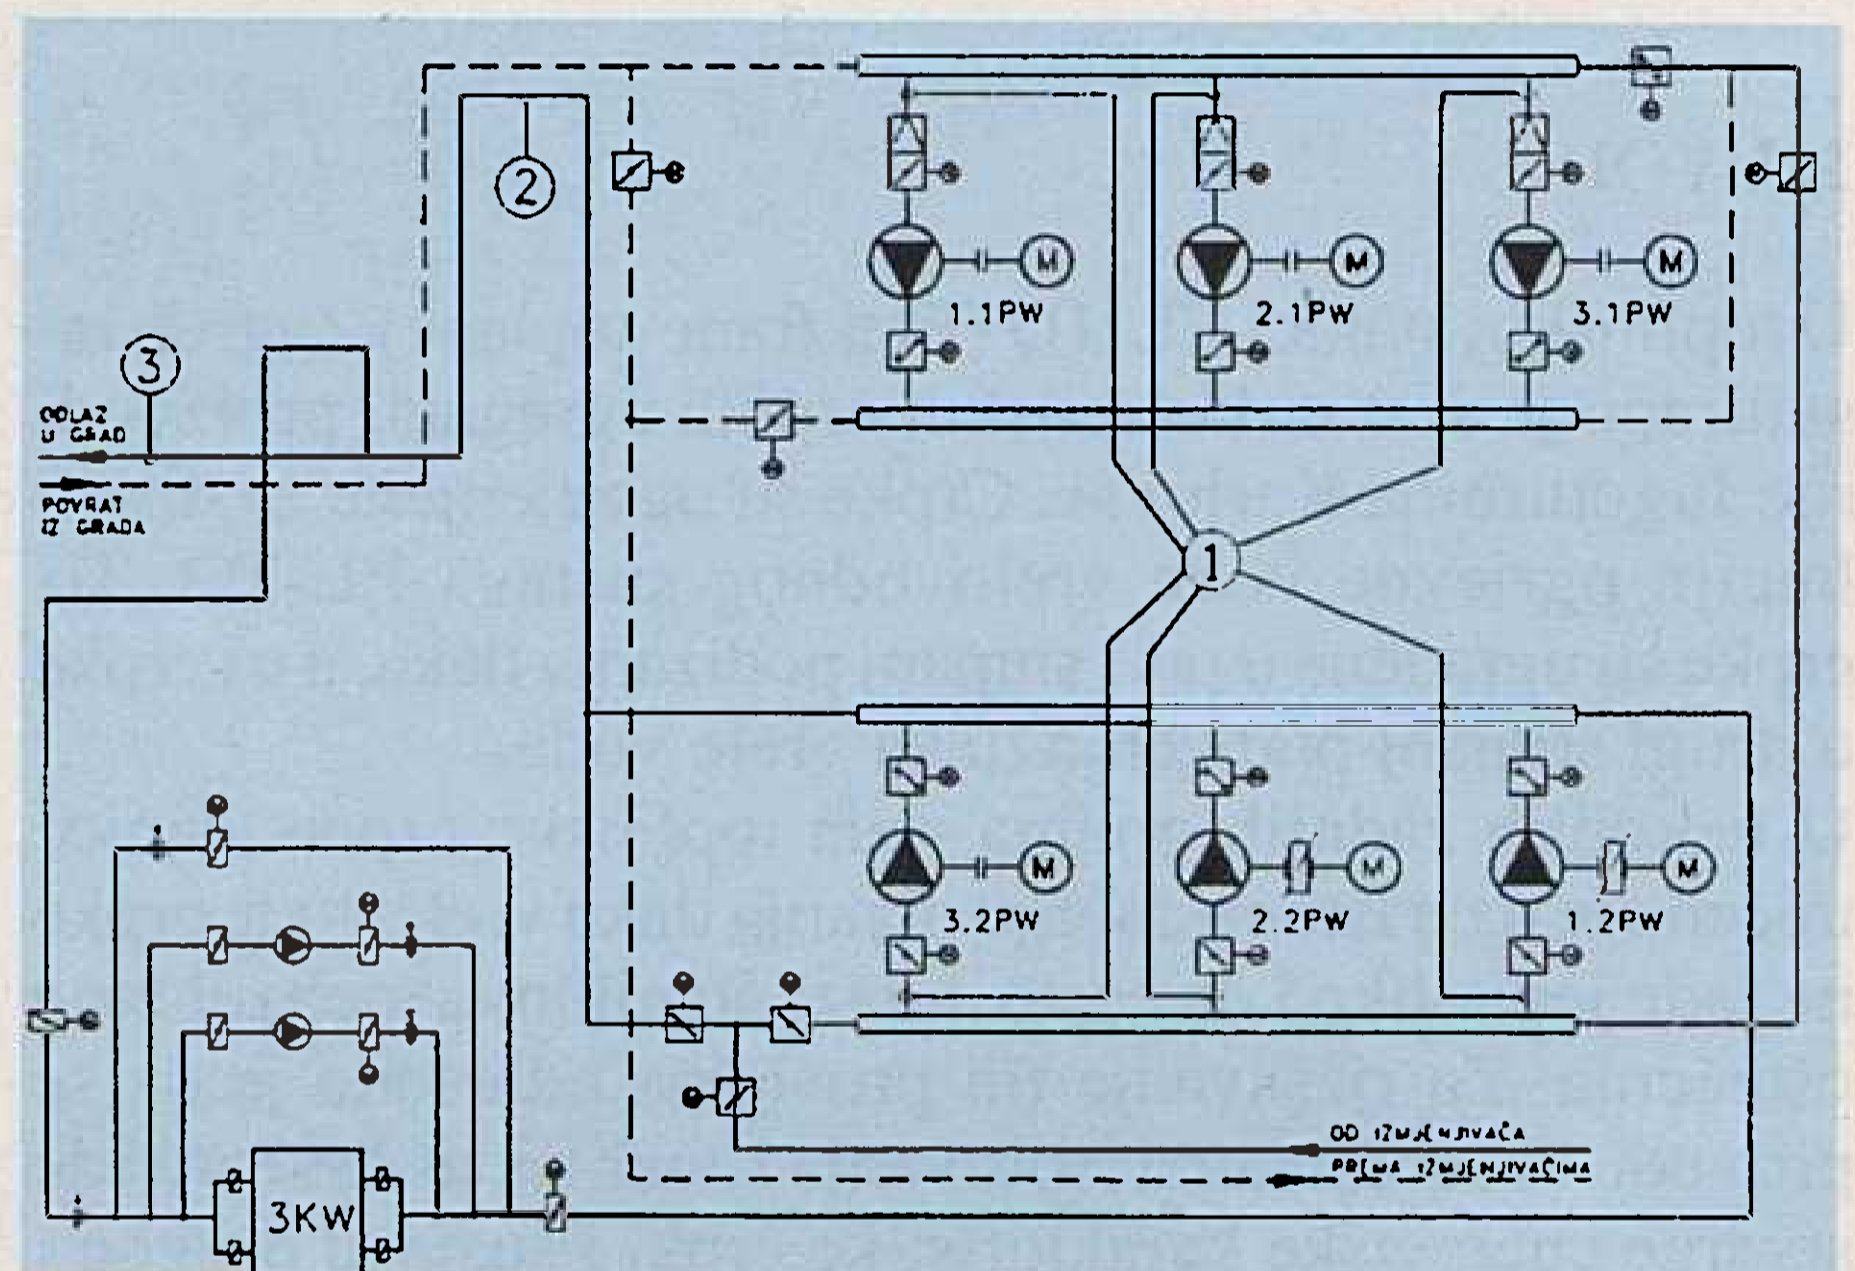 2
1.1PW
M
2.1PW
M
3.1PW
M
3
ODLAZ
U GRAD
POVRAT
IZ GRADA
1
3.2PW
M
2.2PW
M
1.2PW
M
OD IZMJENJIVAČA
PREMA IZMJENJIVAČIMA
3KW